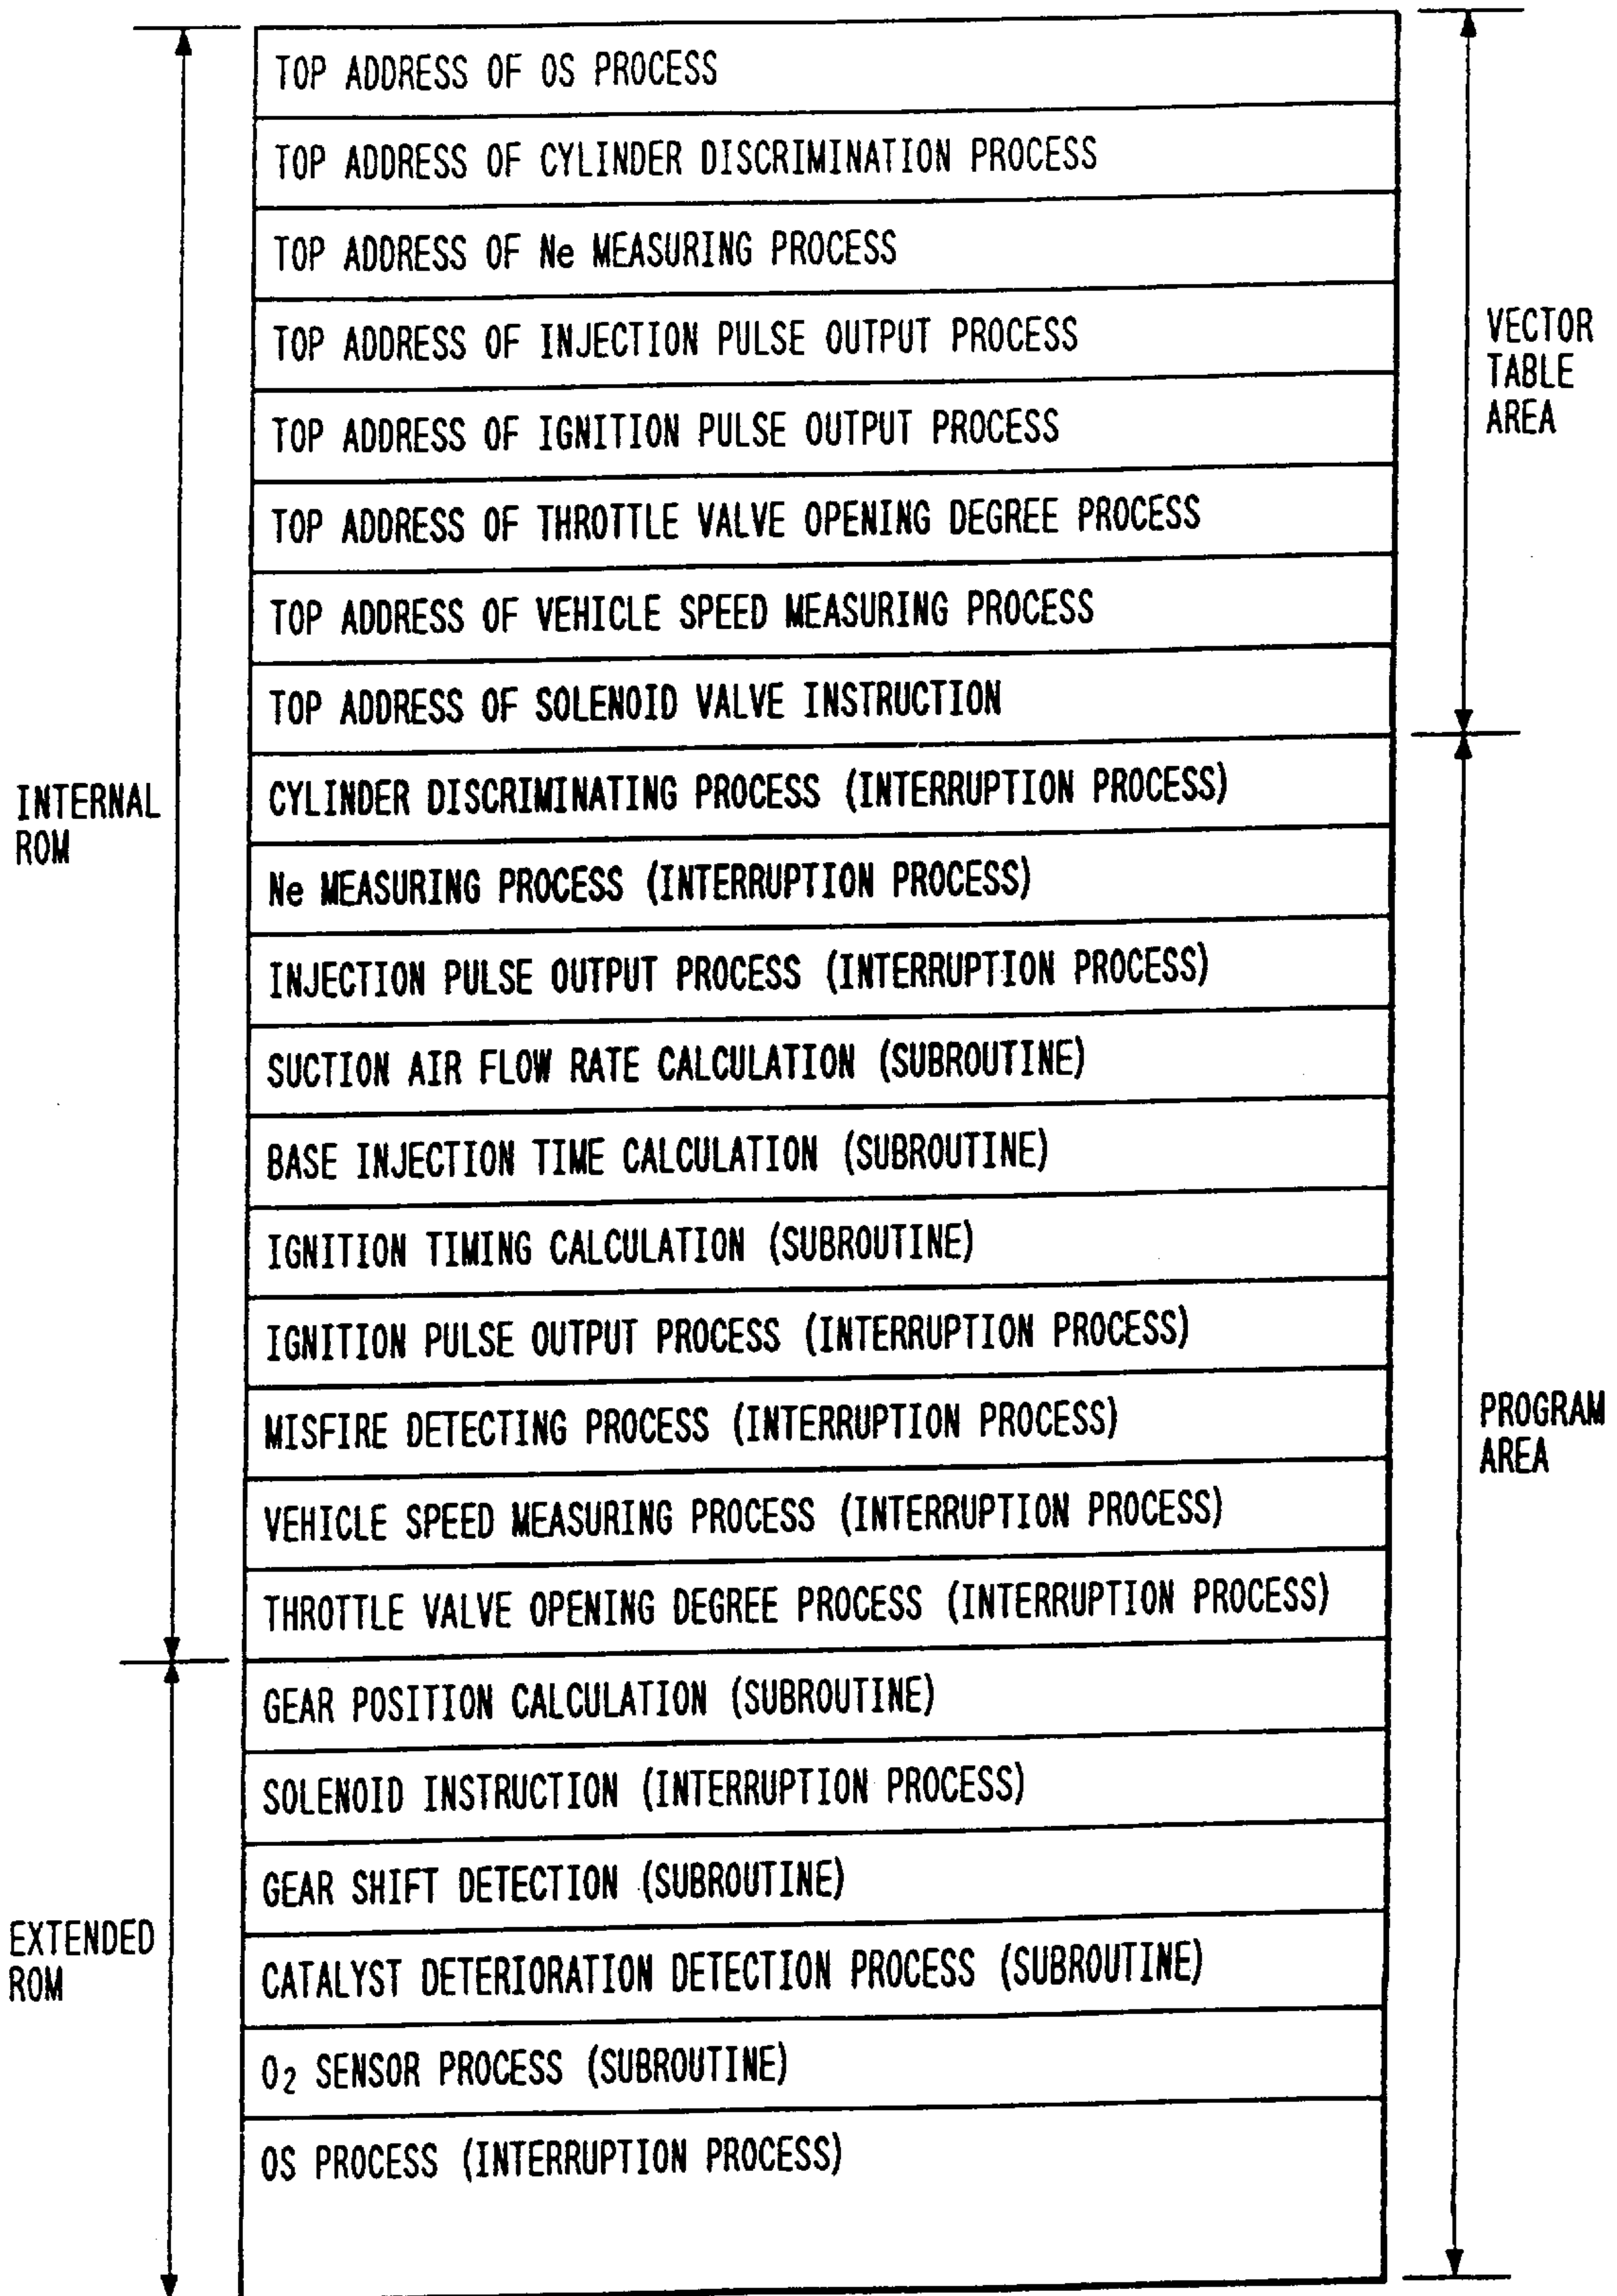 TOP ADDRESS OF OS PROCESS
TOP ADDRESS OF CYLINDER DISCRIMINATION PROCESS
TOP ADDRESS OF Ne MEASURING PROCESS
TOP ADDRESS OF INJECTION PULSE OUTPUT PROCESS
TOP ADDRESS OF IGNITION PULSE OUTPUT PROCESS
TOP ADDRESS OF THROTTLE VALVE OPENING DEGREE PROCESS
TOP ADDRESS OF VEHICLE SPEED MEASURING PROCESS
TOP ADDRESS OF SOLENOID VALVE INSTRUCTION
VECTOR
TABLE
AREA
INTERNAL
ROM
CYLINDER DISCRIMINATING PROCESS (INTERRUPTION PROCESS)
Ne MEASURING PROCESS (INTERRUPTION PROCESS)
INJECTION PULSE OUTPUT PROCESS (INTERRUPTION PROCESS)
SUCTION AIR FLOW RATE CALCULATION (SUBROUTINE)
BASE INJECTION TIME CALCULATION (SUBROUTINE)
IGNITION TIMING CALCULATION (SUBROUTINE)
IGNITION PULSE OUTPUT PROCESS (INTERRUPTION PROCESS)
MISFIRE DETECTING PROCESS (INTERRUPTION PROCESS)
VEHICLE SPEED MEASURING PROCESS (INTERRUPTION PROCESS)
THROTTLE VALVE OPENING DEGREE PROCESS (INTERRUPTION PROCESS)
PROGRAM
AREA
GEAR POSITION CALCULATION (SUBROUTINE)
SOLENOID INSTRUCTION (INTERRUPTION PROCESS)
GEAR SHIFT DETECTION (SUBROUTINE)
CATALYST DETERIORATION DETECTION PROCESS (SUBROUTINE)
O2 SENSOR PROCESS (SUBROUTINE)
OS PROCESS (INTERRUPTION PROCESS)
EXTENDED
ROM